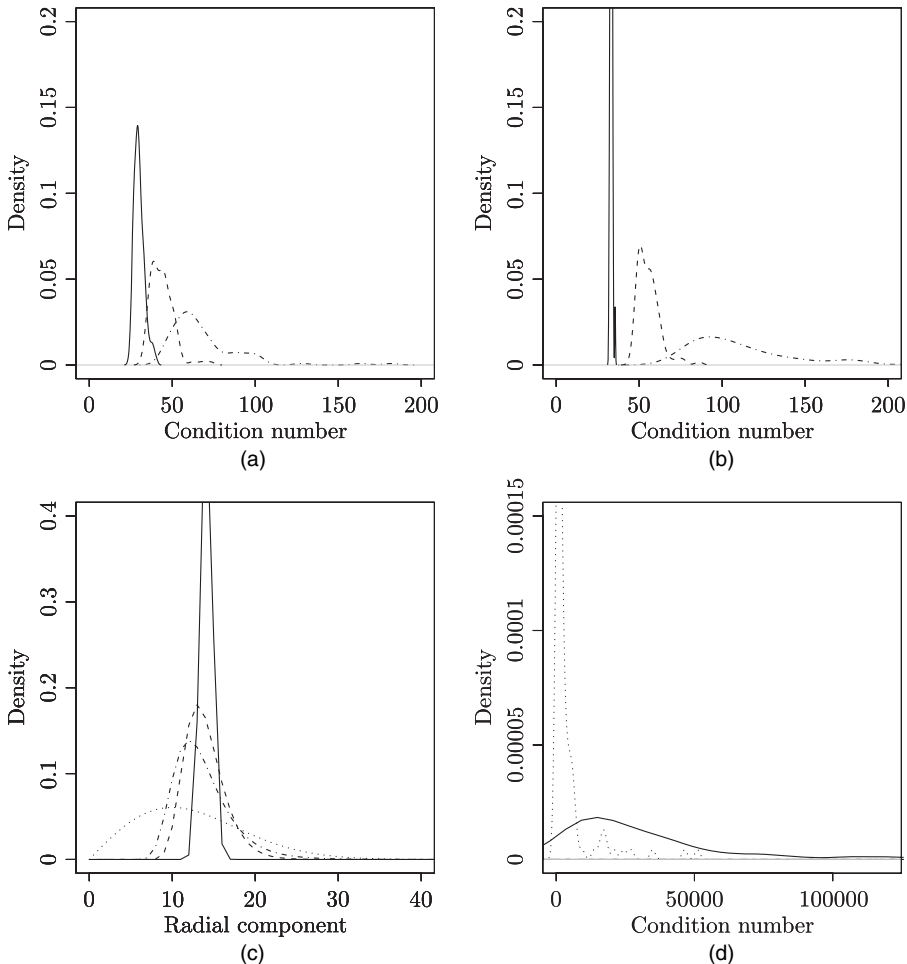 0.2
0.15
0.1
0.05
0
Density
0 50 100 150 200
Condition number
(a)
0.2
0.15
0.1
0.05
0
Density
0 50 100 150 200
Condition number
(b)
0.4
0.3
0.2
0.1
0
Density
0 10 20 30 40
Radial component
(c)
0.00015
0.0001
0.00005
0
Density
0 50000 100000
Condition number
(d)